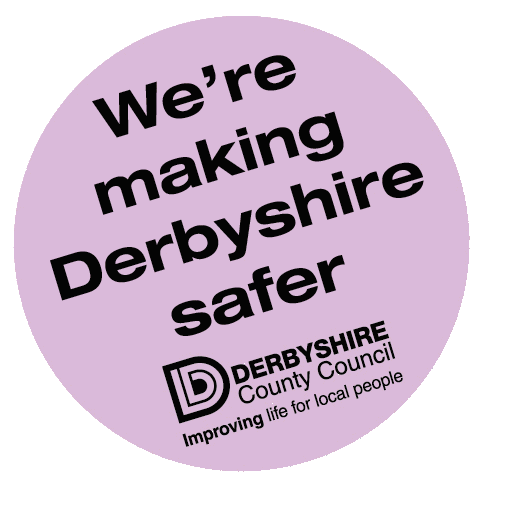 We’re
making
Derbyshire
safer
DERBYSHIRE
County Council
Improving life for local people